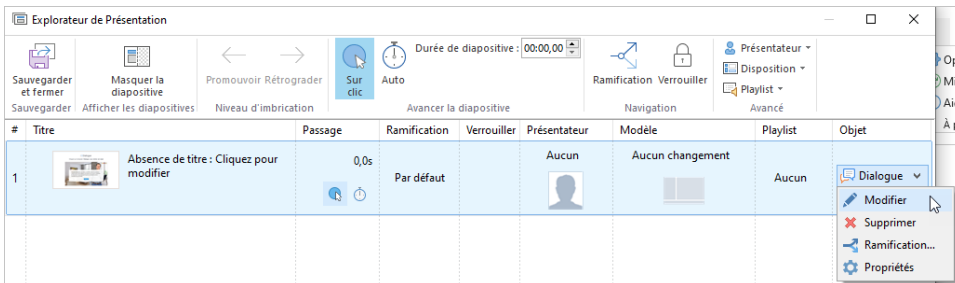 Explorateur de Présentation
Sauvegarder et fermer
Masquer la diapositive
Promouvoir Rétrograder
Sur clic
Auto
Durée de diapositive : 00:00,00
Ramification Verrouiller
Présentateur
Disposition
Playlist
Sauvegarder
Afficher les diapositives
Niveau d'imbrication
Avancer la diapositive
Navigation
Avancé
# Titre Passage Ramification Verrouiller Présentateur Modèle Playlist Objet
1
Absence de titre : Cliquez pour
modifier
0,0s
Par défaut
Aucun
Aucun changement
Aucun
Dialogue
Modifier
Supprimer
Ramification...
Propriétés
Op
Mi
Aid